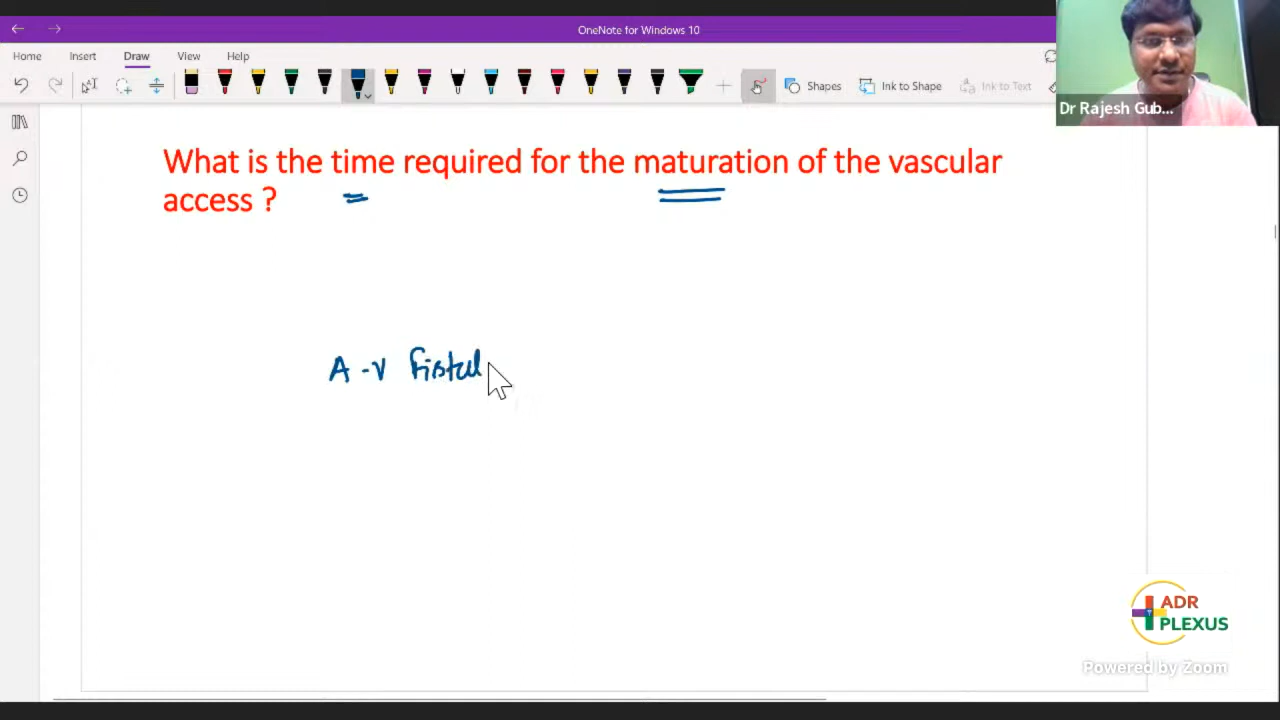 OneNote for Windows 10
Home Insert Draw View Help
Shapes Ink to Shape Ink to Text
Dr Rajesh Gub...
What is the time required for the maturation of the vascular
access ?
A-V Fistul
ADR
PLEXUS
Powered by Zoom